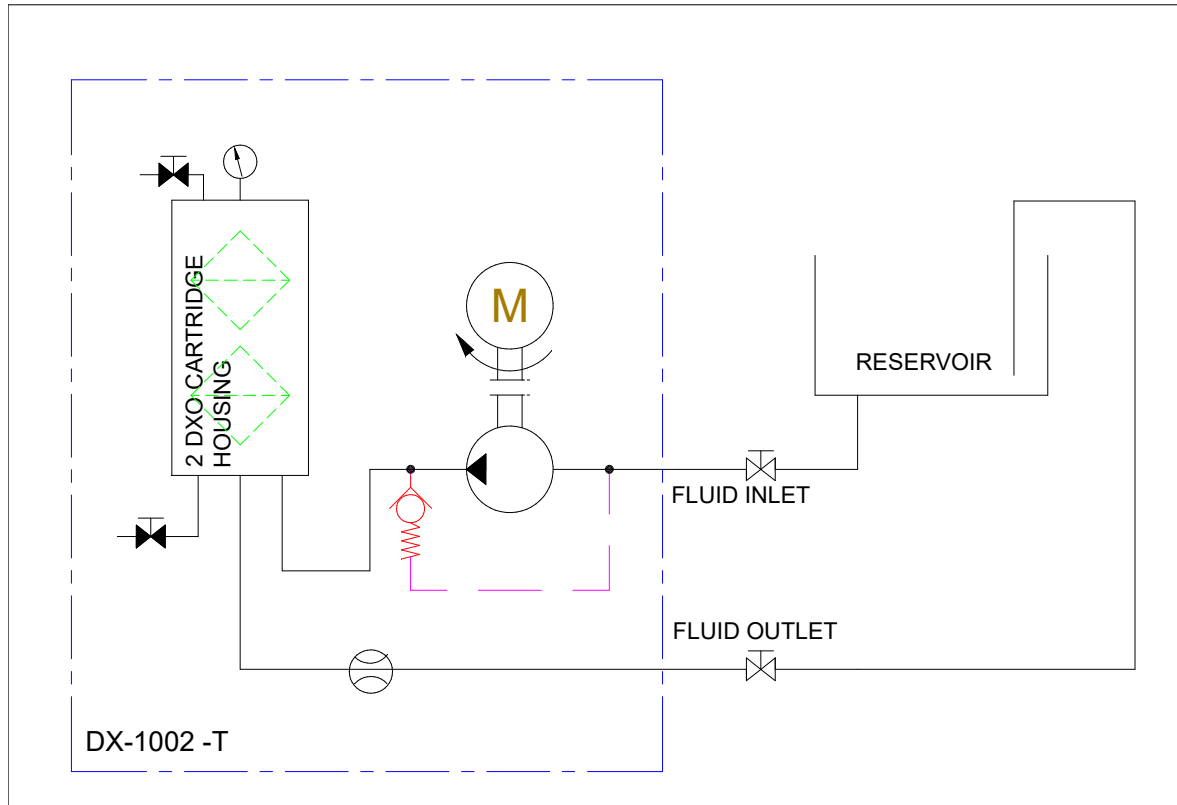 2 DXO CARTRIDGE
HOUSING
M
RESERVOIR
FLUID INLET
FLUID OUTLET
DX-1002 -T